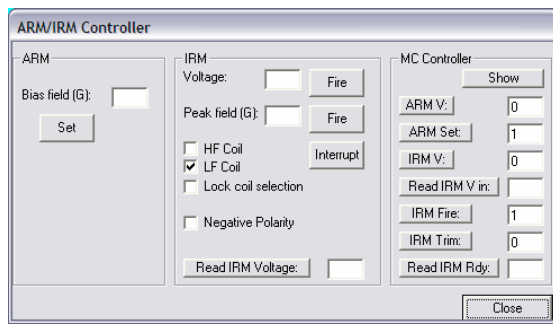 ARM/IRM Controller
ARM
Bias field (G):
Set
IRM
Voltage:
Fire
Peak field (G):
Fire
HF Coil
Interrupt
LF Coil
Lock coil selection
Negative Polarity
Read IRM Voltage:
MC Controller
Show
ARM V: 0
ARM Set: 1
IRM V: 0
Read IRM V in:
IRM Fire: 1
IRM Trim: 0
Read IRM Rdy:
Close